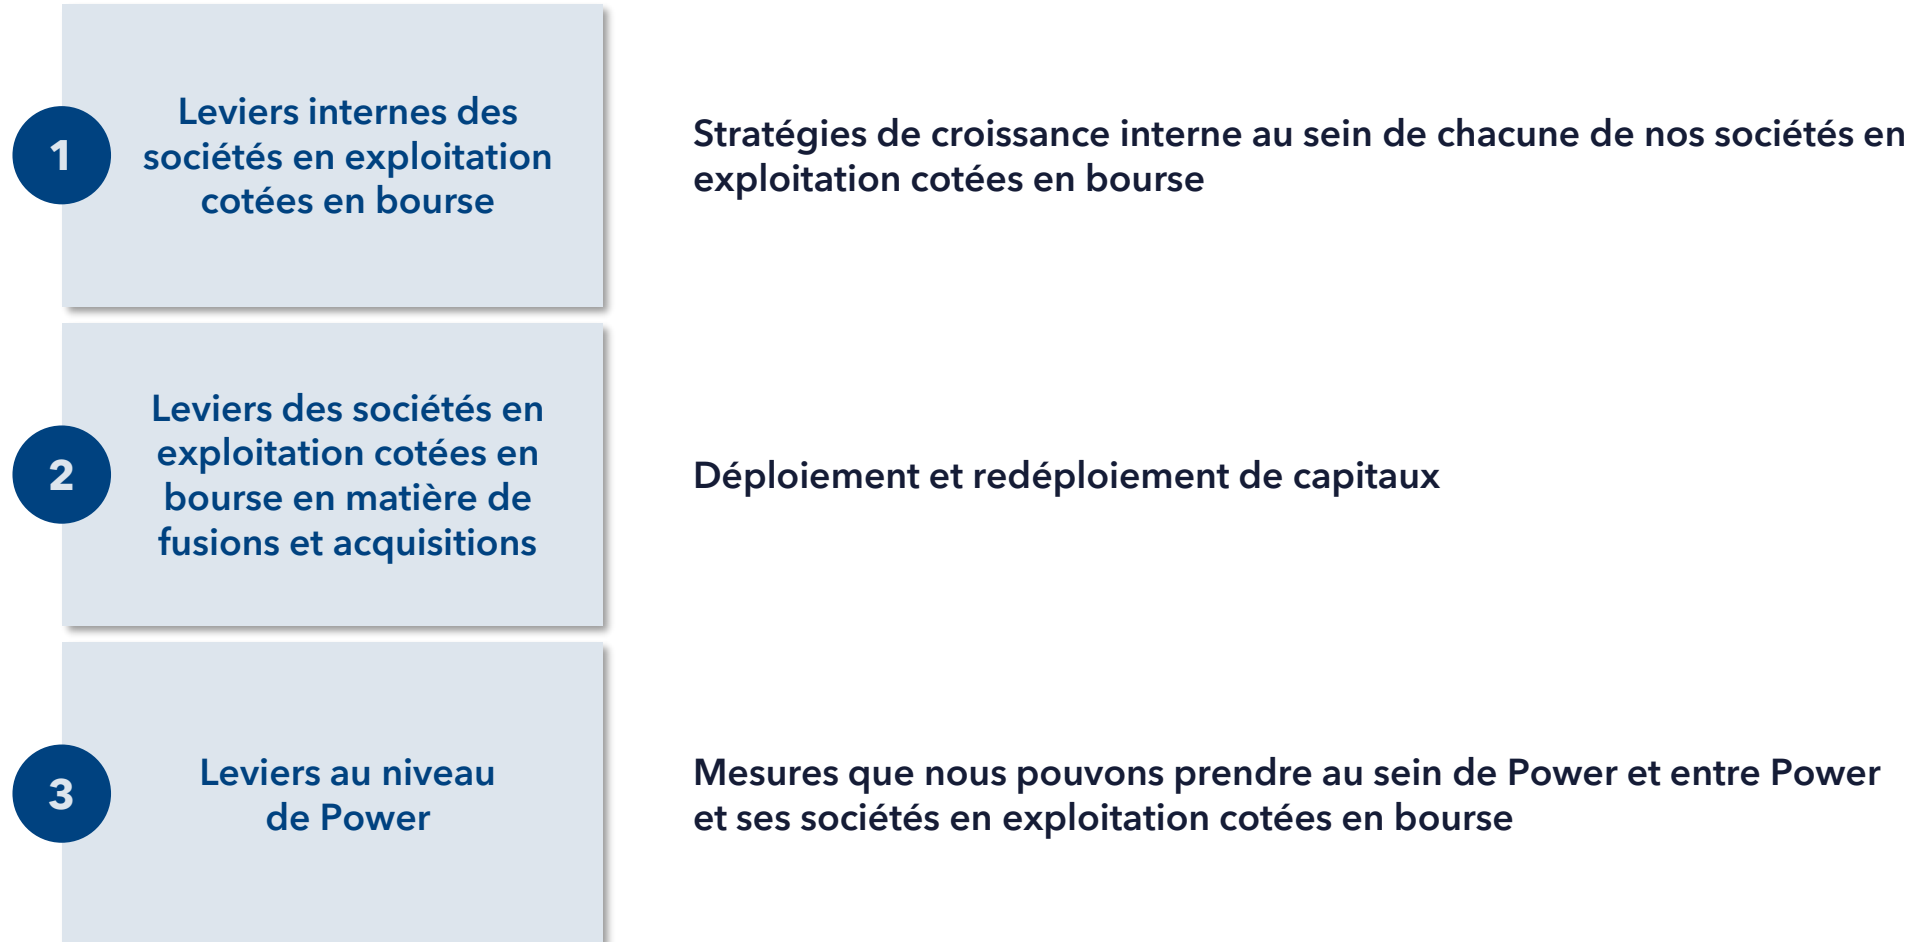 1
Leviers internes des
sociétés en exploitation
cotées en bourse
Stratégies de croissance interne au sein de chacune de nos sociétés en
exploitation cotées en bourse
2
Leviers des sociétés en
exploitation cotées en
bourse en matière de
fusions et acquisitions
Déploiement et redéploiement de capitaux
3
Leviers au niveau
de Power
Mesures que nous pouvons prendre au sein de Power et entre Power
et ses sociétés en exploitation cotées en bourse